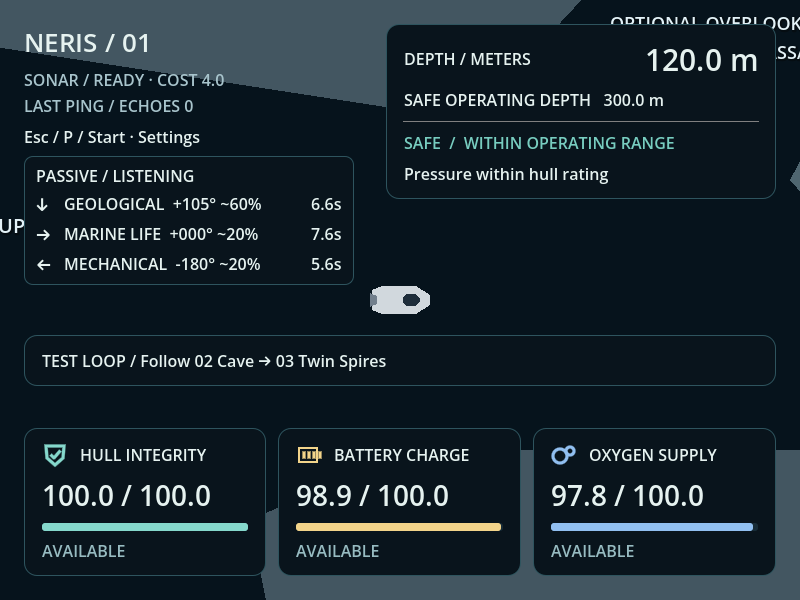 NERIS / 01
SONAR / READY · COST 4.0
LAST PING / ECHOES 0
Esc / P / Start · Settings
PASSIVE / LISTENING
↓ GEOLOGICAL +105° ~60% 6.6s
→ MARINE LIFE +000° ~20% 7.6s
← MECHANICAL -180° ~20% 5.6s
UP
OPTIONAL OVERLOOK
DEPTH / METERS 120.0 m
SAFE OPERATING DEPTH 300.0 m
SAFE / WITHIN OPERATING RANGE
Pressure within hull rating
TEST LOOP / Follow 02 Cave → 03 Twin Spires
HULL INTEGRITY
100.0 / 100.0
AVAILABLE
BATTERY CHARGE
98.9 / 100.0
AVAILABLE
OXYGEN SUPPLY
97.8 / 100.0
AVAILABLE